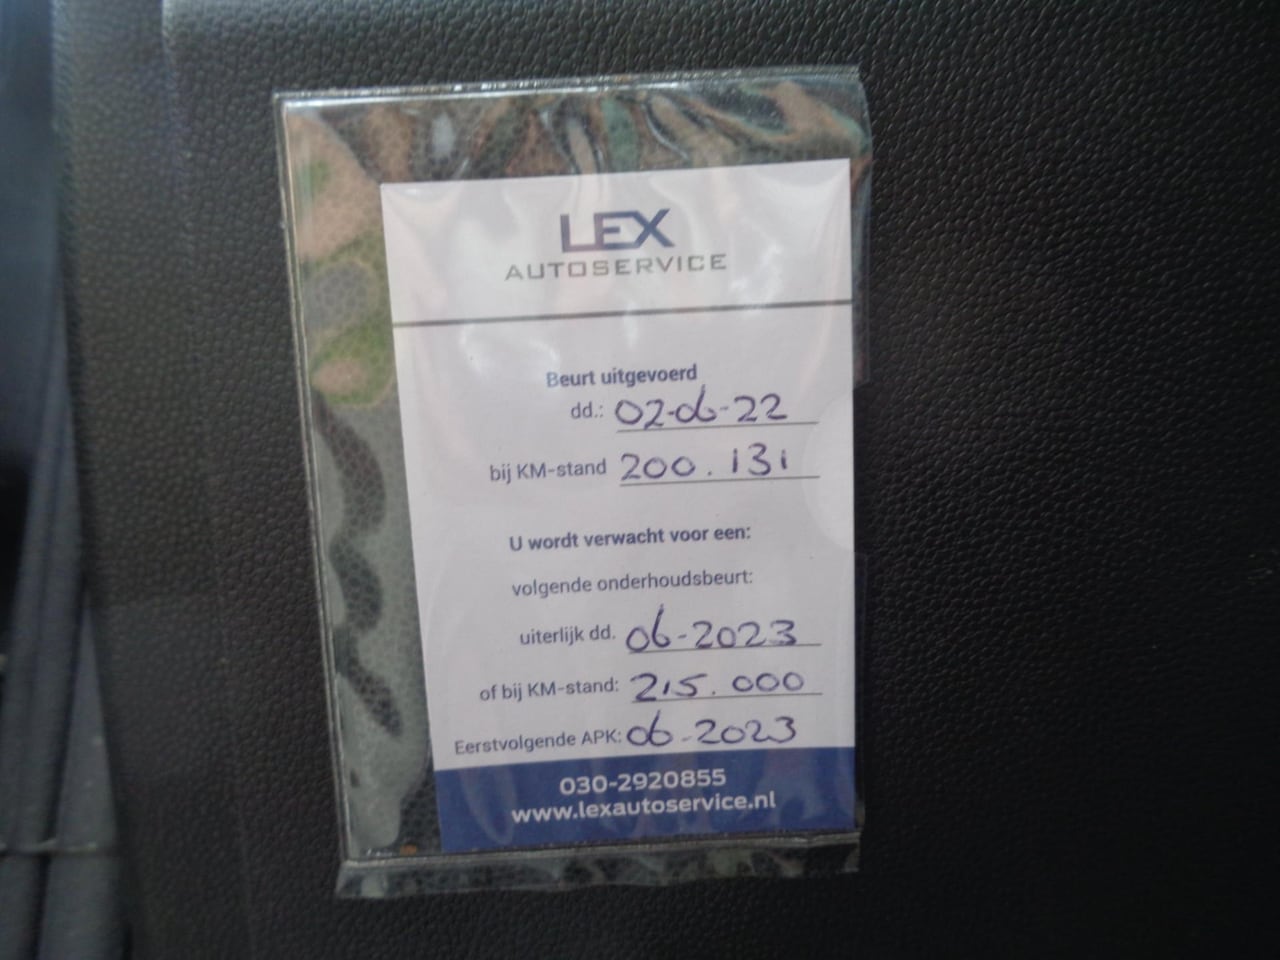 LEX
AUTOSERVICE
Beurt uitgevoerd
dd.: 02-06-22
bij KM-stand 200.131
U wordt verwacht voor een:
volgende onderhoudsbeurt:
uiterlijk dd. 06-2023
of bij KM-stand: 215.000
Eerstvolgende APK: 06-2023
030-2920855
www.lexautoservice.nl